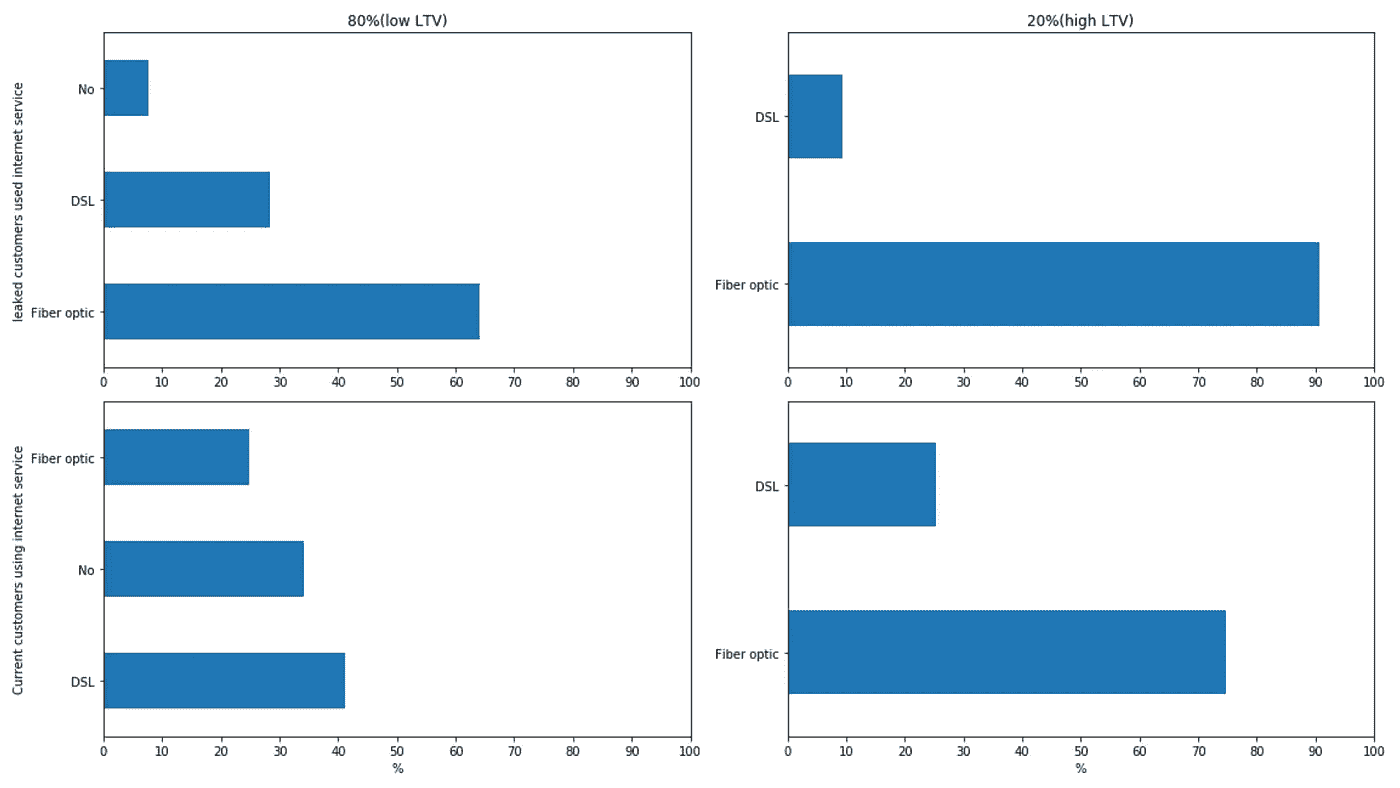 80%(low LTV)
20%(high LTV)
leaked customers used internet service
No
DSL
Fiber optic
0 10 20 30 40 50 60 70 80 90 100
DSL
Fiber optic
0 10 20 30 40 50 60 70 80 90 100
Current customers using internet service
Fiber optic
No
DSL
0 10 20 30 40 50 60 70 80 90 100
%
DSL
Fiber optic
0 10 20 30 40 50 60 70 80 90 100
%